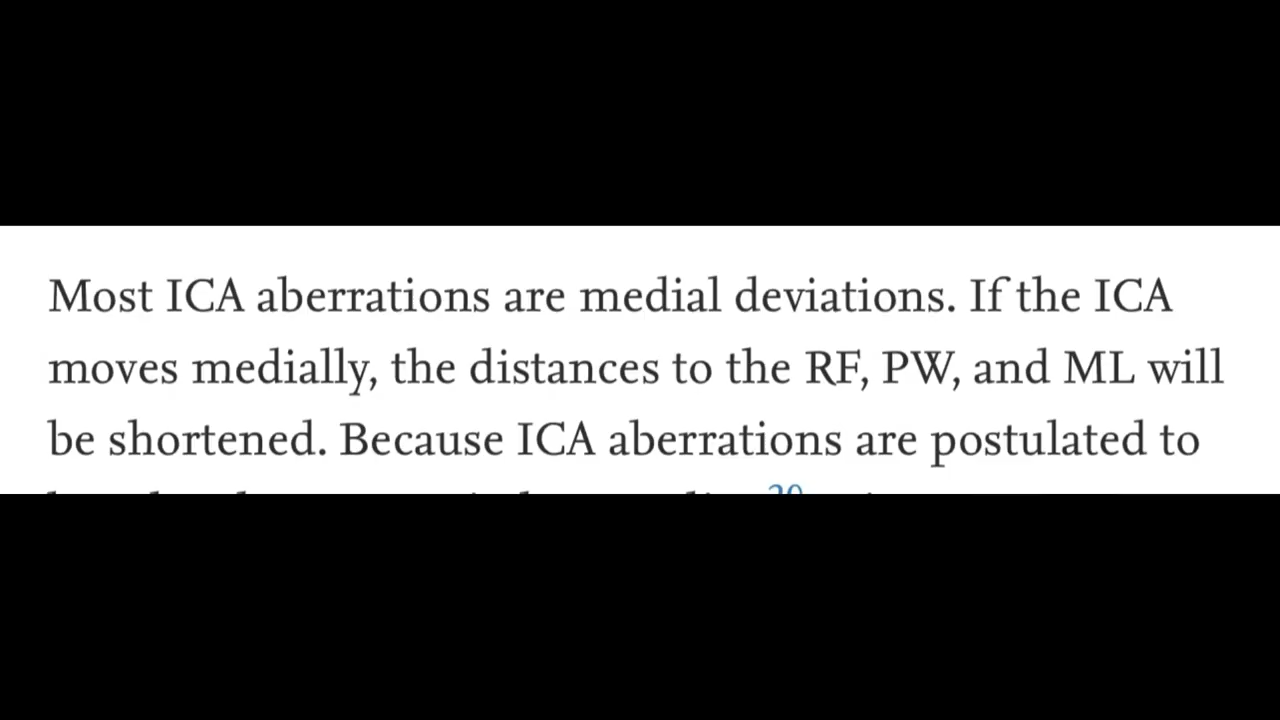 Most ICA aberrations are medial deviations. If the ICA
moves medially, the distances to the RF, PW, and ML will
be shortened. Because ICA aberrations are postulated to